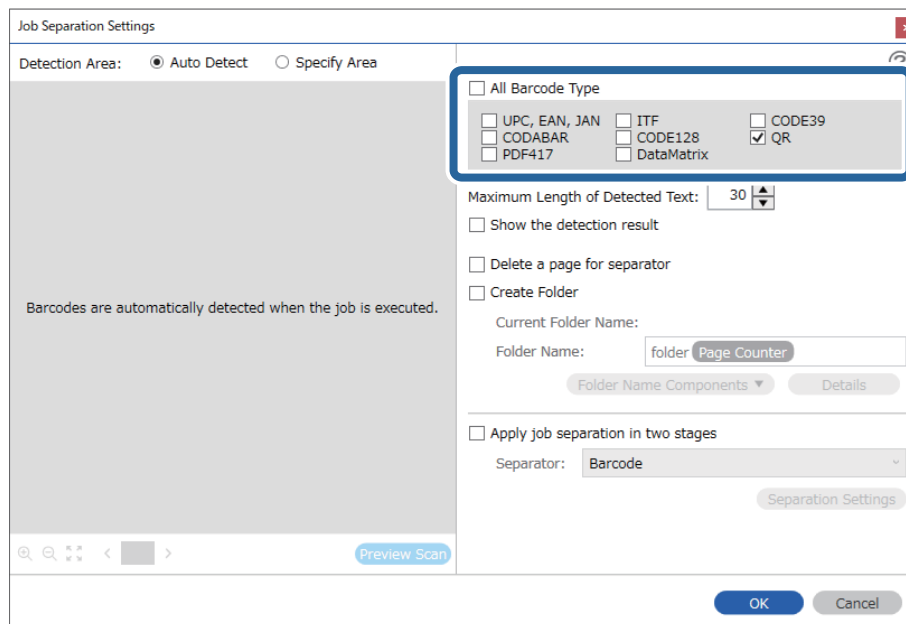 Job Separation Settings
Detection Area: Auto Detect Specify Area
All Barcode Type
UPC, EAN, JAN ITF CODE39
CODABAR CODE128 QR
PDF417 DataMatrix
Maximum Length of Detected Text: 30
Show the detection result
Delete a page for separator
Barcodes are automatically detected when the job is executed.
Create Folder
Current Folder Name:
Folder Name: folder Page Counter
Folder Name Components ▼ Details
Apply job separation in two stages
Separator: Barcode
Separation Settings
Preview Scan
OK Cancel